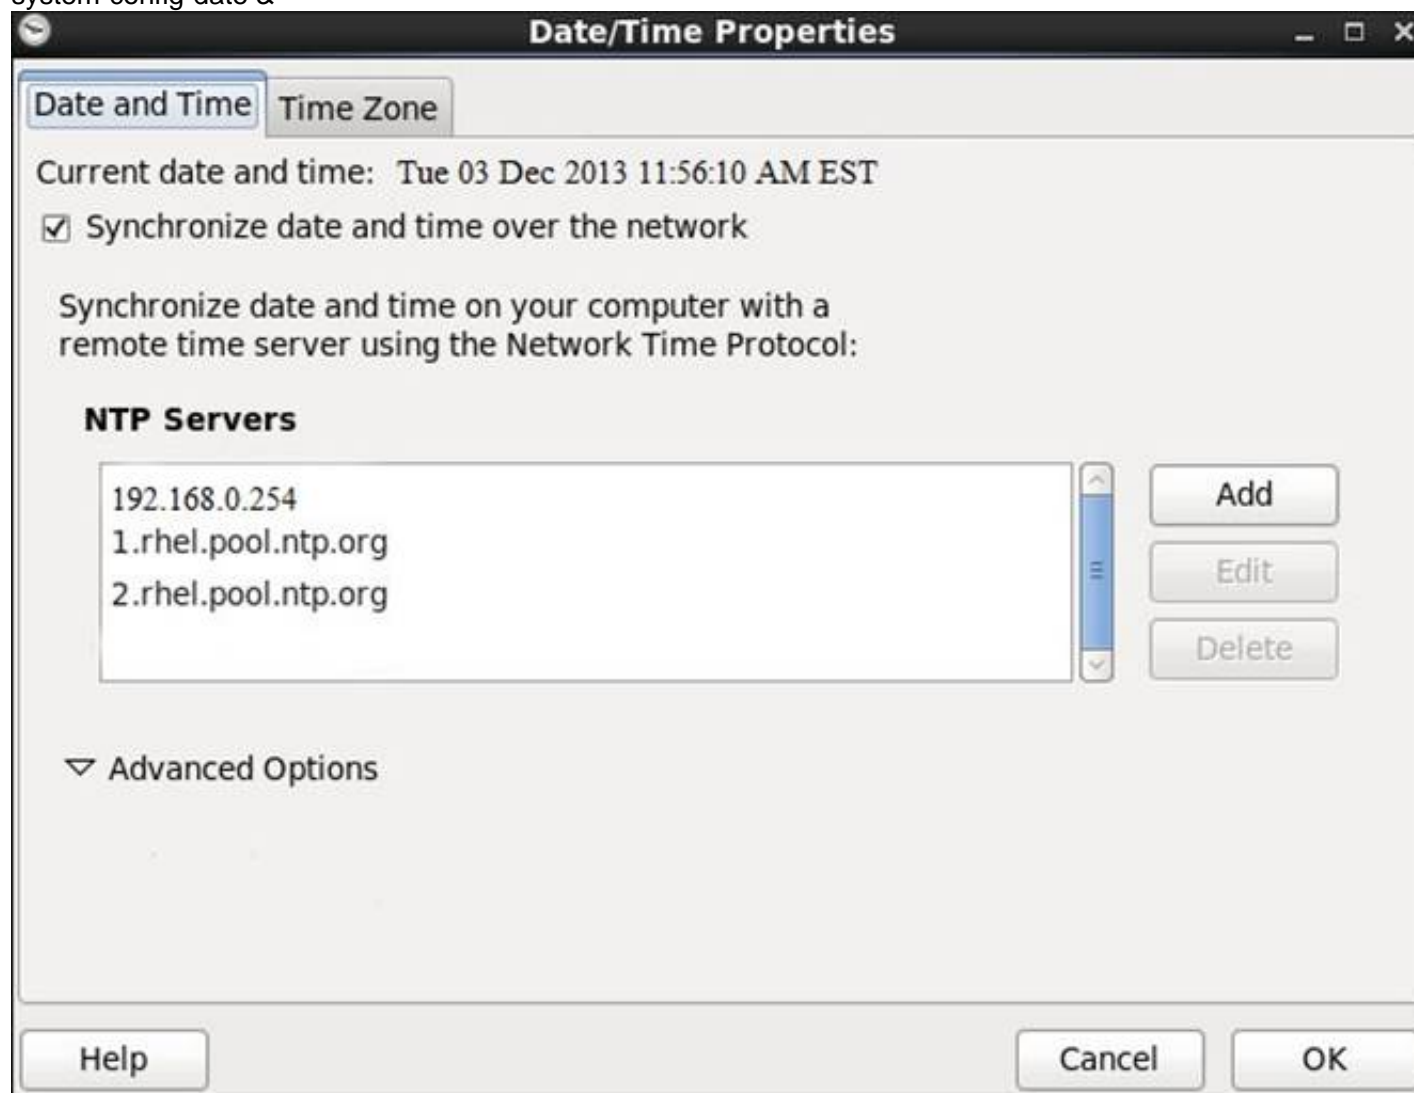 system-config-date &
Date/Time Properties
Date and Time Time Zone
Current date and time: Tue 03 Dec 2013 11:56:10 AM EST
Synchronize date and time over the network
Synchronize date and time on your computer with a
remote time server using the Network Time Protocol:
NTP Servers
192.168.0.254
1.rhel.pool.ntp.org
2.rhel.pool.ntp.org
Add
Edit
Delete
Advanced Options
Help Cancel OK